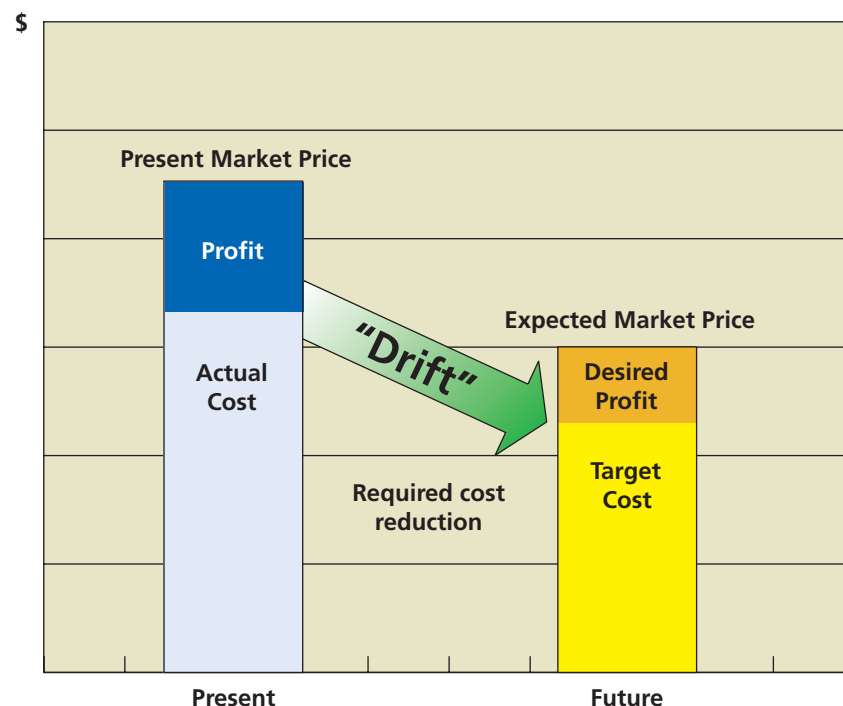 $
Present Market Price
Profit
Expected Market Price
"Drift"
Actual
Cost
Desired
Profit
Target
Cost
Required cost
reduction
Present
Future